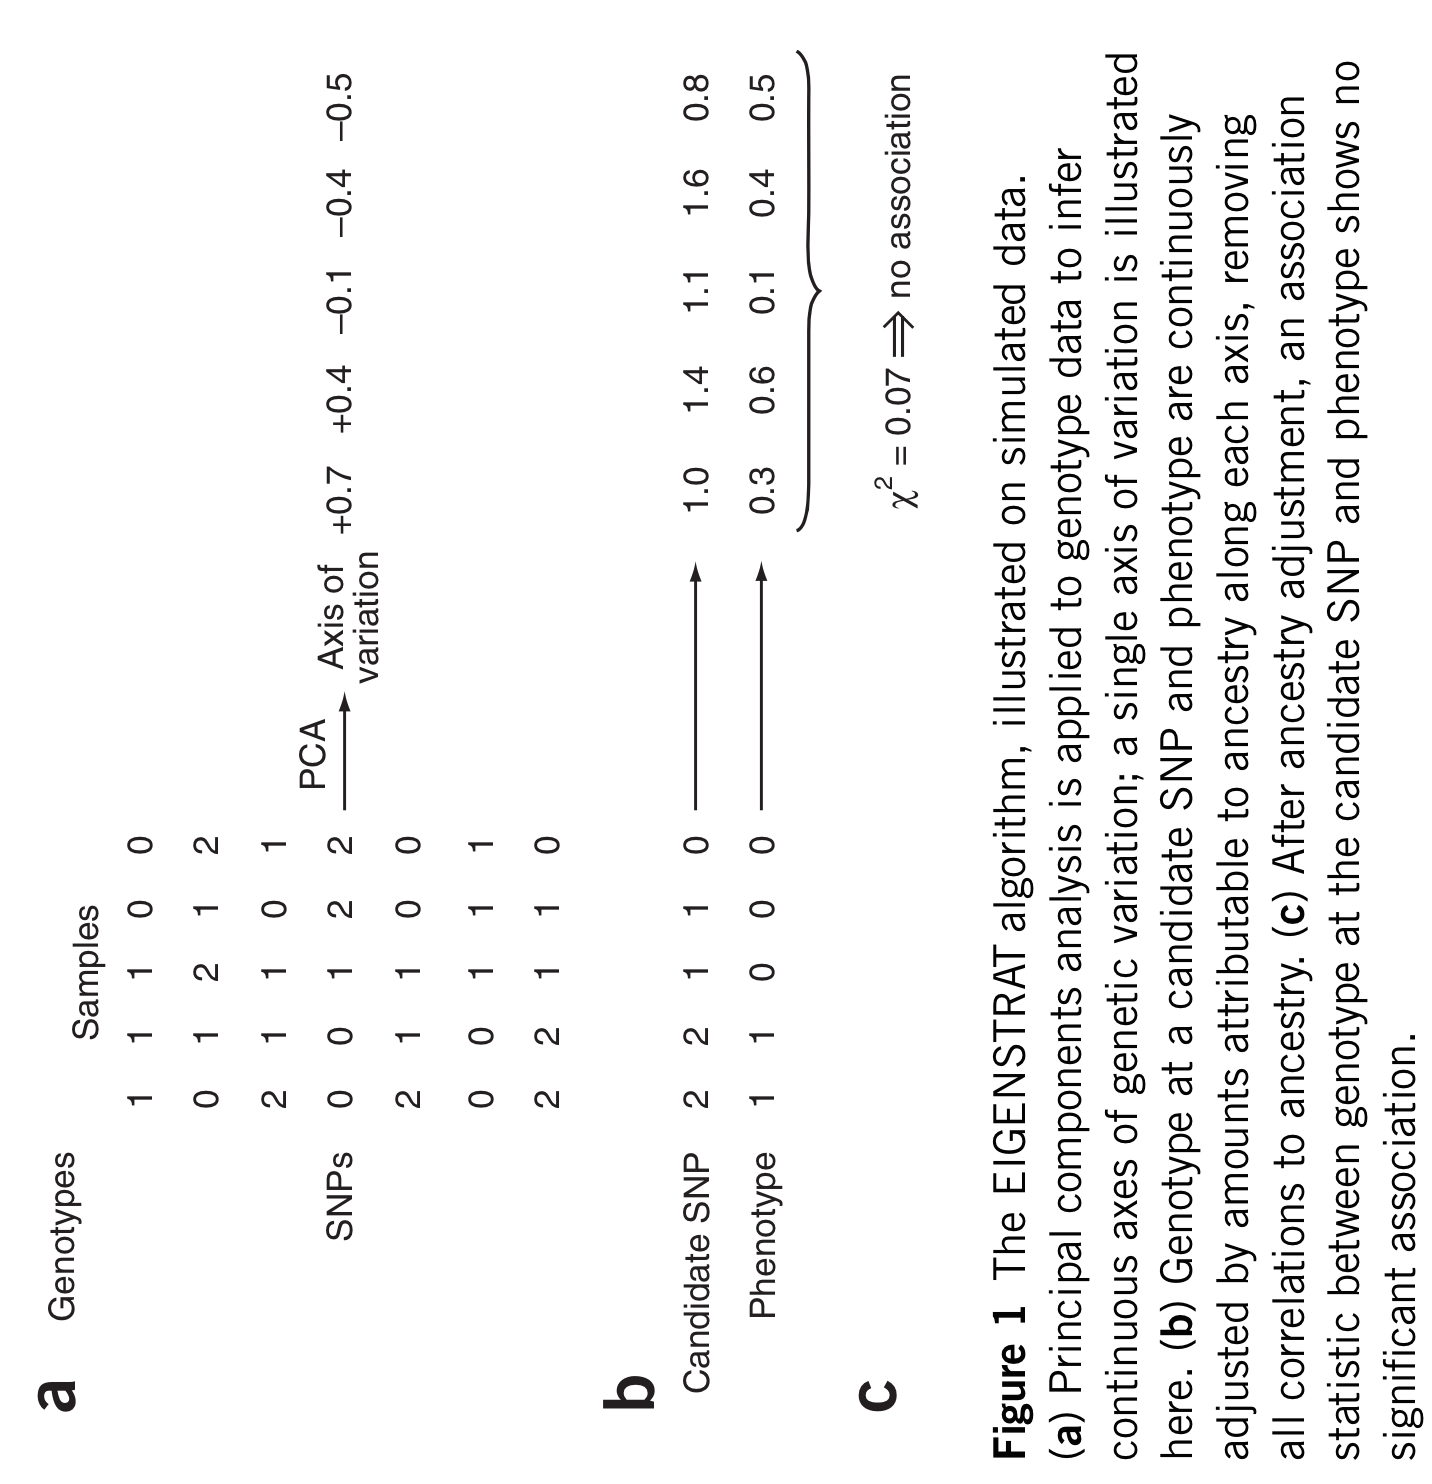 a
Genotypes
Samples
1 1 1 0 0
0 1 2 1 2
2 1 1 0 1
PCA
SNPs 0 0 1 2 2 Axis of variation +0.7 +0.4 –0.1 –0.4 –0.5
2 1 1 0 0
0 0 1 1 1
2 2 1 1 0
b
Candidate SNP 2 2 1 1 0 1.0 1.4 1.1 1.6 0.8
Phenotype 1 1 0 0 0 0.3 0.6 0.1 0.4 0.5
c
χ² = 0.07 ⇒ no association
Figure 1 The EIGENSTRAT algorithm, illustrated on simulated data.
(a) Principal components analysis is applied to genotype data to infer
continuous axes of genetic variation; a single axis of variation is illustrated
here. (b) Genotype at a candidate SNP and phenotype are continuously
adjusted by amounts attributable to ancestry along each axis, removing
all correlations to ancestry. (c) After ancestry adjustment, an association
statistic between genotype at the candidate SNP and phenotype shows no
significant association.